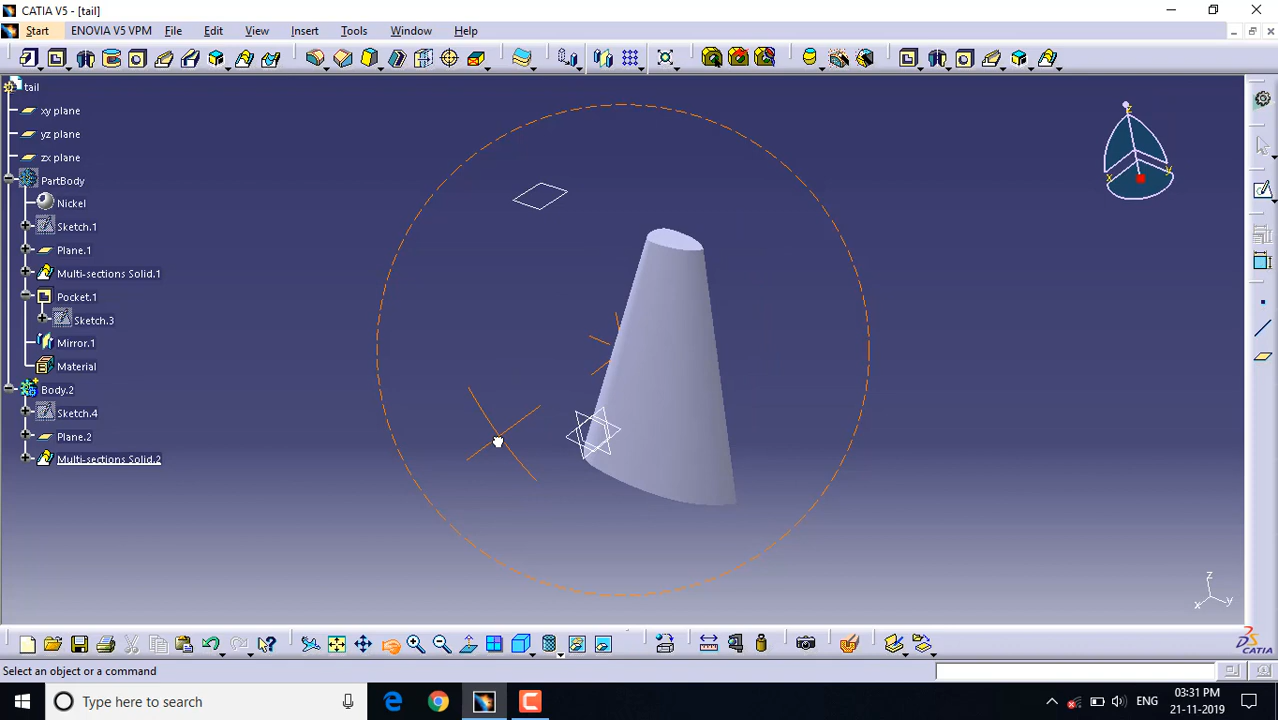 CATIA V5 - [tail]
Start ENOVIA V5 VPM File Edit View Insert Tools Window Help
tail
xy plane
yz plane
zx plane
PartBody
Nickel
Sketch.1
Plane.1
Multi-sections Solid.1
Pocket.1
Sketch.3
Mirror.1
Material
Body.2
Sketch.4
Plane.2
Multi-sections Solid.2
z
x y
z
x y
CATIA
Select an object or a command
Type here to search
ENG
03:31 PM
21-11-2019